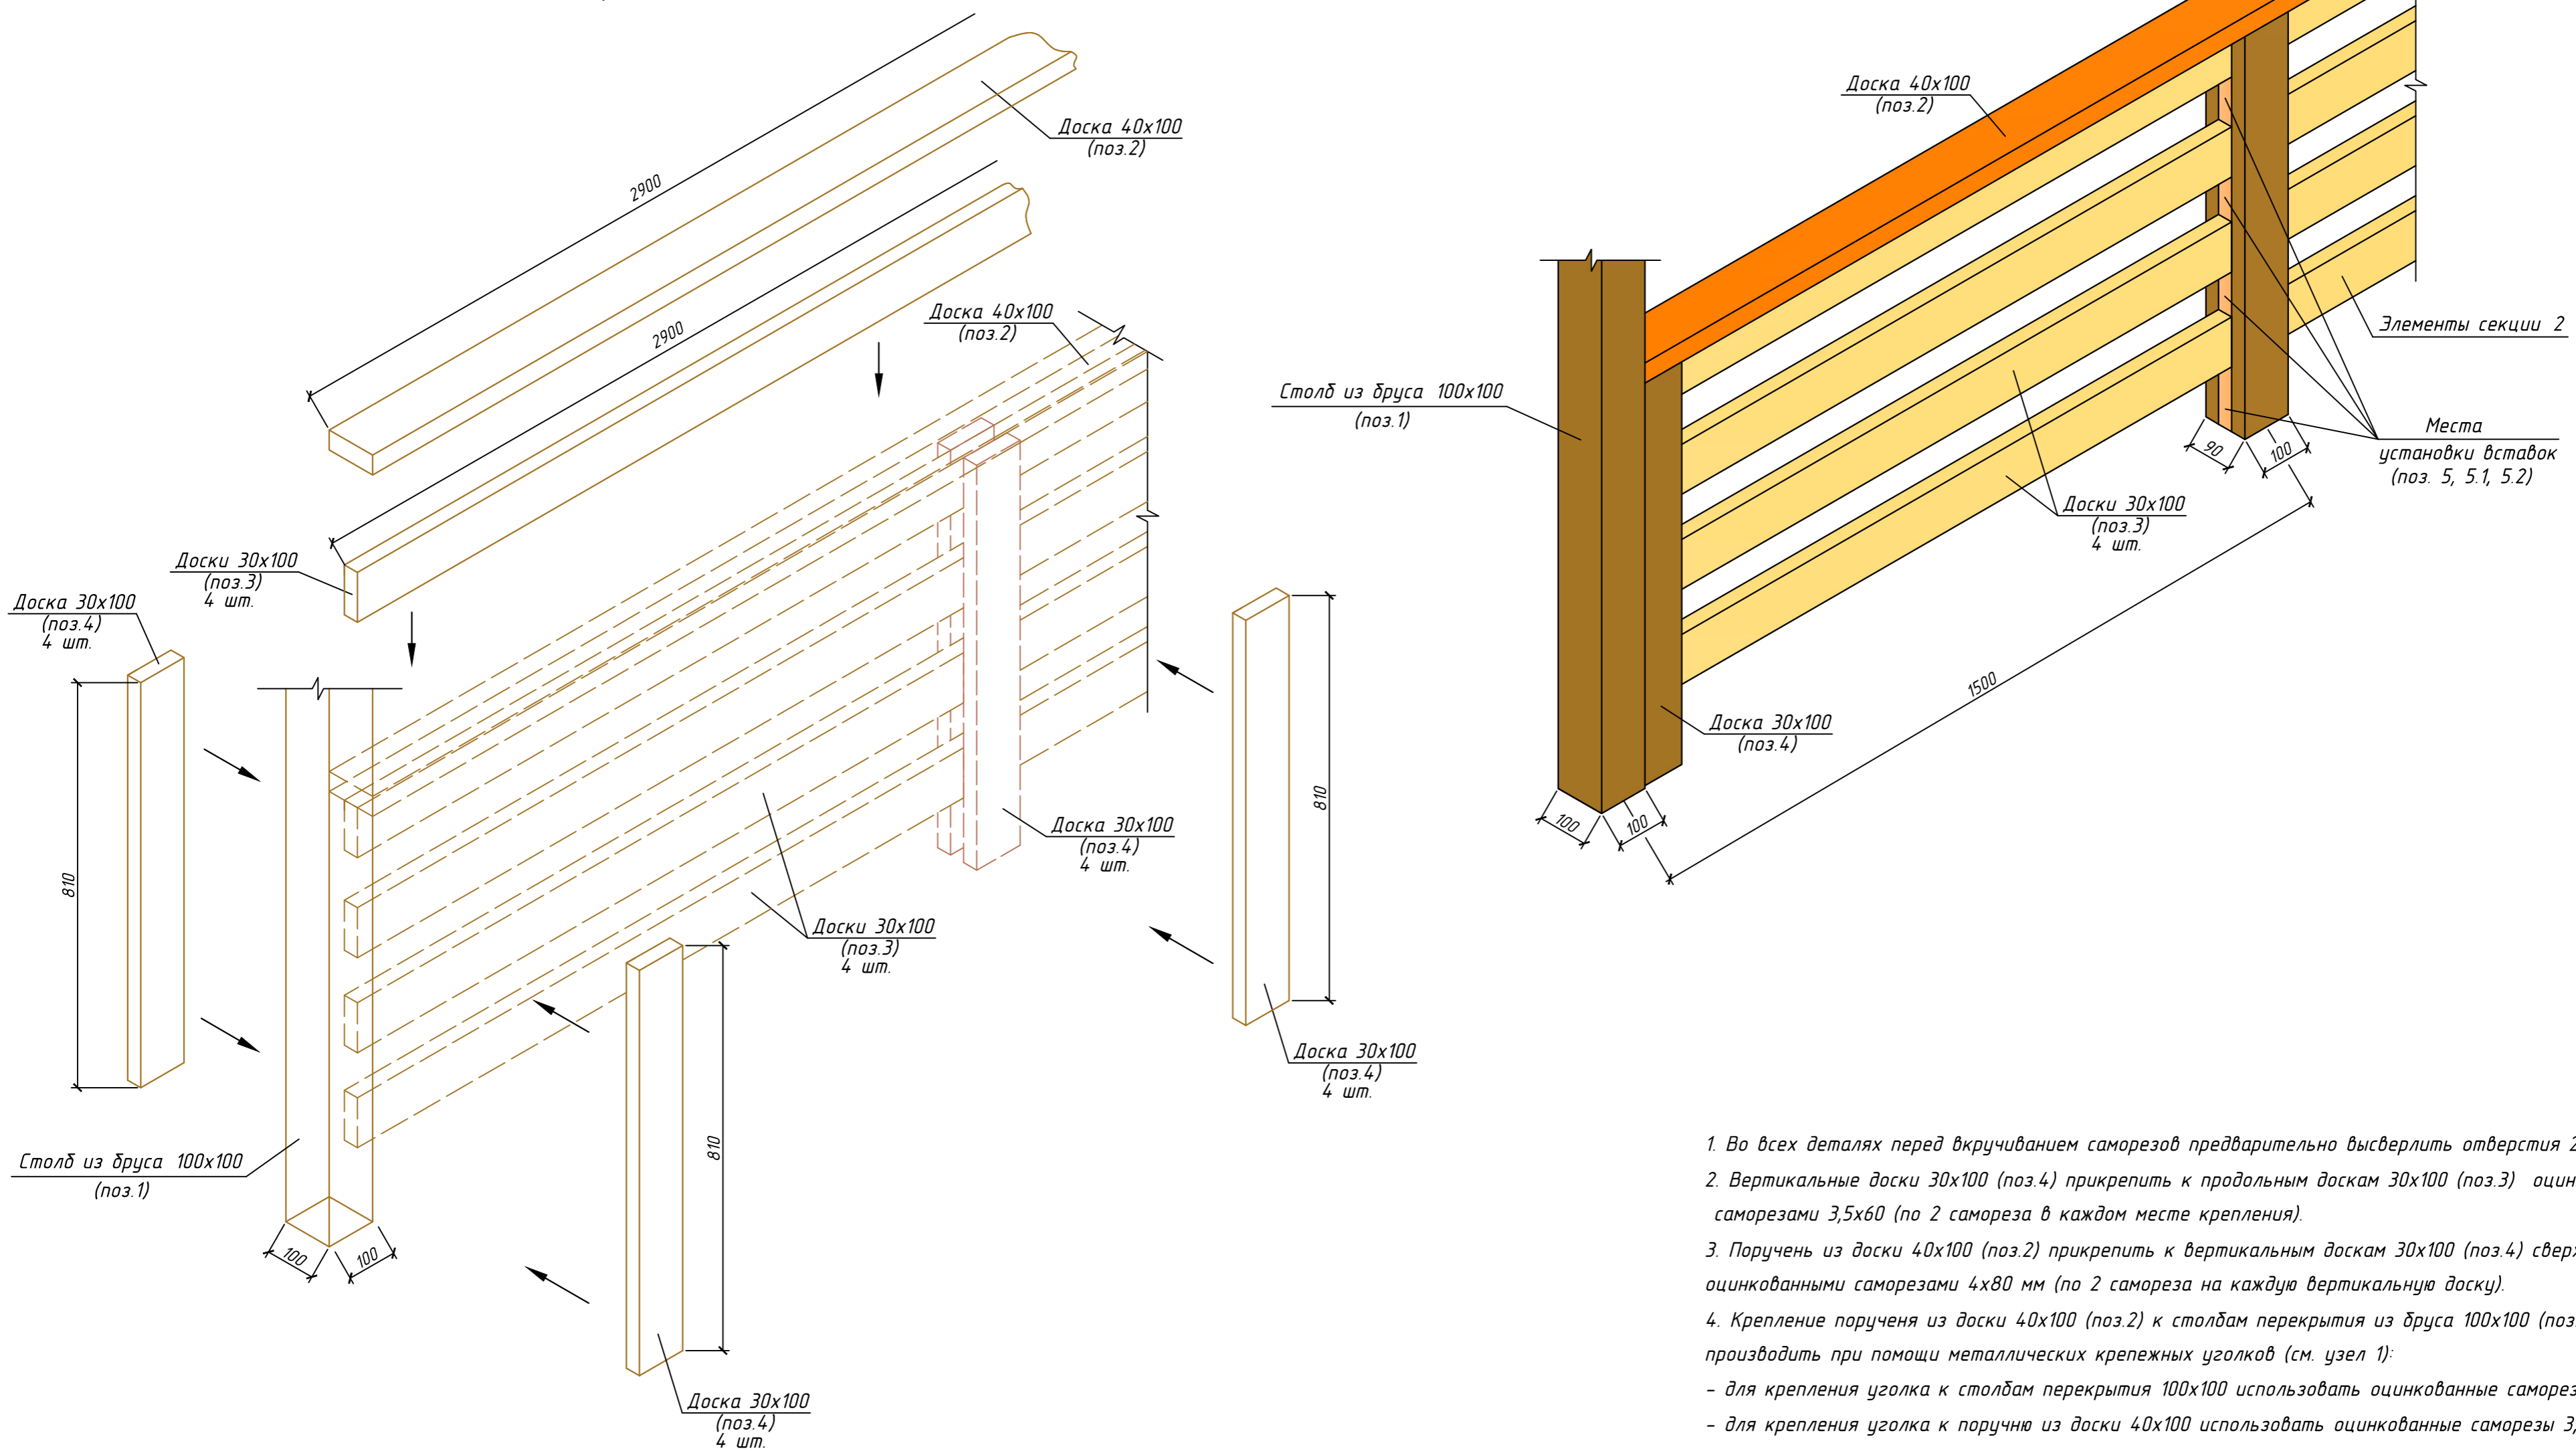 Доска 40х100
(поз.2)
2900
2900
Доска 40х100
(поз.2)
Доски 30х100
(поз.3)
4 шт.
Доска 30х100
(поз.4)
4 шт.
810
Столб из бруса 100х100
(поз.1)
100
100
Доски 30х100
(поз.3)
4 шт.
Доска 30х100
(поз.4)
4 шт.
810
Доска 30х100
(поз.4)
4 шт.
810
Доска 30х100
(поз.4)
4 шт.
Доска 40х100
(поз.2)
Столб из бруса 100х100
(поз.1)
Элементы секции 2
Места
установки вставок
(поз. 5, 5.1, 5.2)
90
100
Доски 30х100
(поз.3)
4 шт.
1500
Доска 30х100
(поз.4)
100
100
1. Во всех деталях перед вкручиванием саморезов предварительно высверлить отверстия 2
2. Вертикальные доски 30х100 (поз.4) прикрепить к продольным доскам 30х100 (поз.3) оцин
саморезами 3,5х60 (по 2 самореза в каждом месте крепления).
3. Поручень из доски 40х100 (поз.2) прикрепить к вертикальным доскам 30х100 (поз.4) сверх
оцинкованными саморезами 4х80 мм (по 2 самореза на каждую вертикальную доску).
4. Крепление порученя из доски 40х100 (поз.2) к столбам перекрытия из бруса 100х100 (поз.
производить при помощи металлических крепежных уголков (см. узел 1):
- для крепления уголка к столбам перекрытия 100х100 использовать оцинкованные саморез
- для крепления уголка к поручню из доски 40х100 использовать оцинкованные саморезы 3,